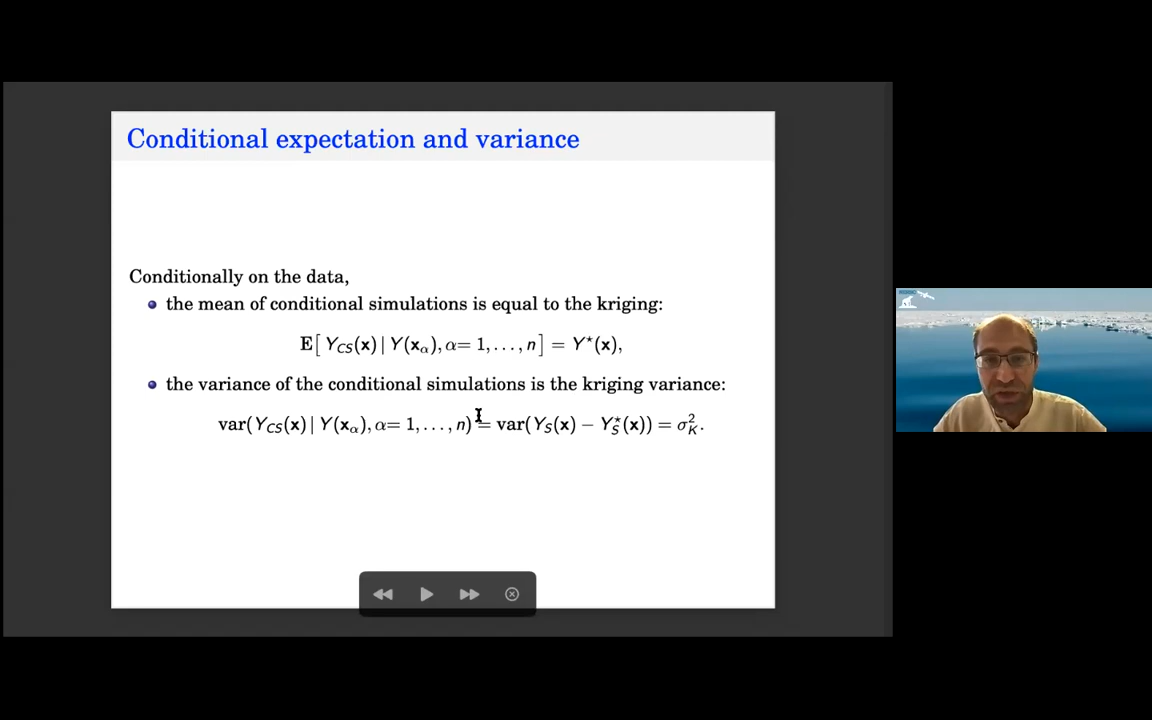 Conditional expectation and variance
Conditionally on the data,
the mean of conditional simulations is equal to the kriging:
E[ Y_CS(x) | Y(x_α), α= 1, . . . , n ] = Y*(x),
the variance of the conditional simulations is the kriging variance:
var(Y_CS(x) | Y(x_α), α= 1, . . . , n) = var(Y_S(x) − Y*_S(x)) = σ²_K.